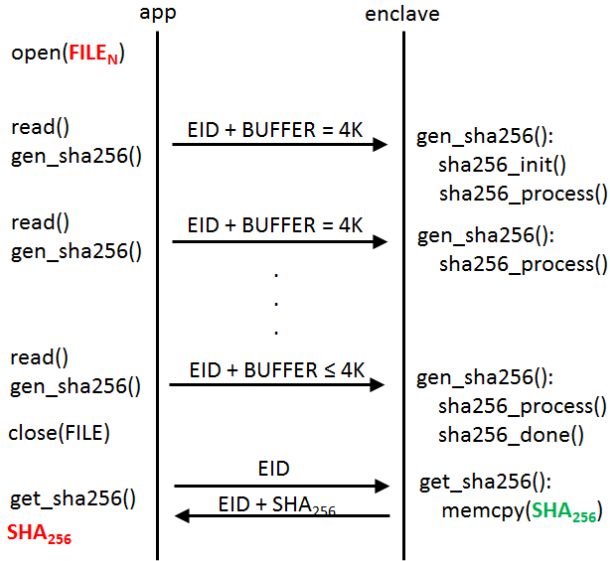 app enclave
open(FILE_N)
read() EID + BUFFER = 4K gen_sha256():
gen_sha256() sha256_init()
sha256_process()
read() EID + BUFFER = 4K gen_sha256():
gen_sha256() sha256_process()
.
.
.
read() EID + BUFFER ≤ 4K gen_sha256():
gen_sha256() sha256_process()
close(FILE) sha256_done()
EID get_sha256():
get_sha256() EID + SHA₂₅₆ memcpy(SHA₂₅₆)
SHA₂₅₆